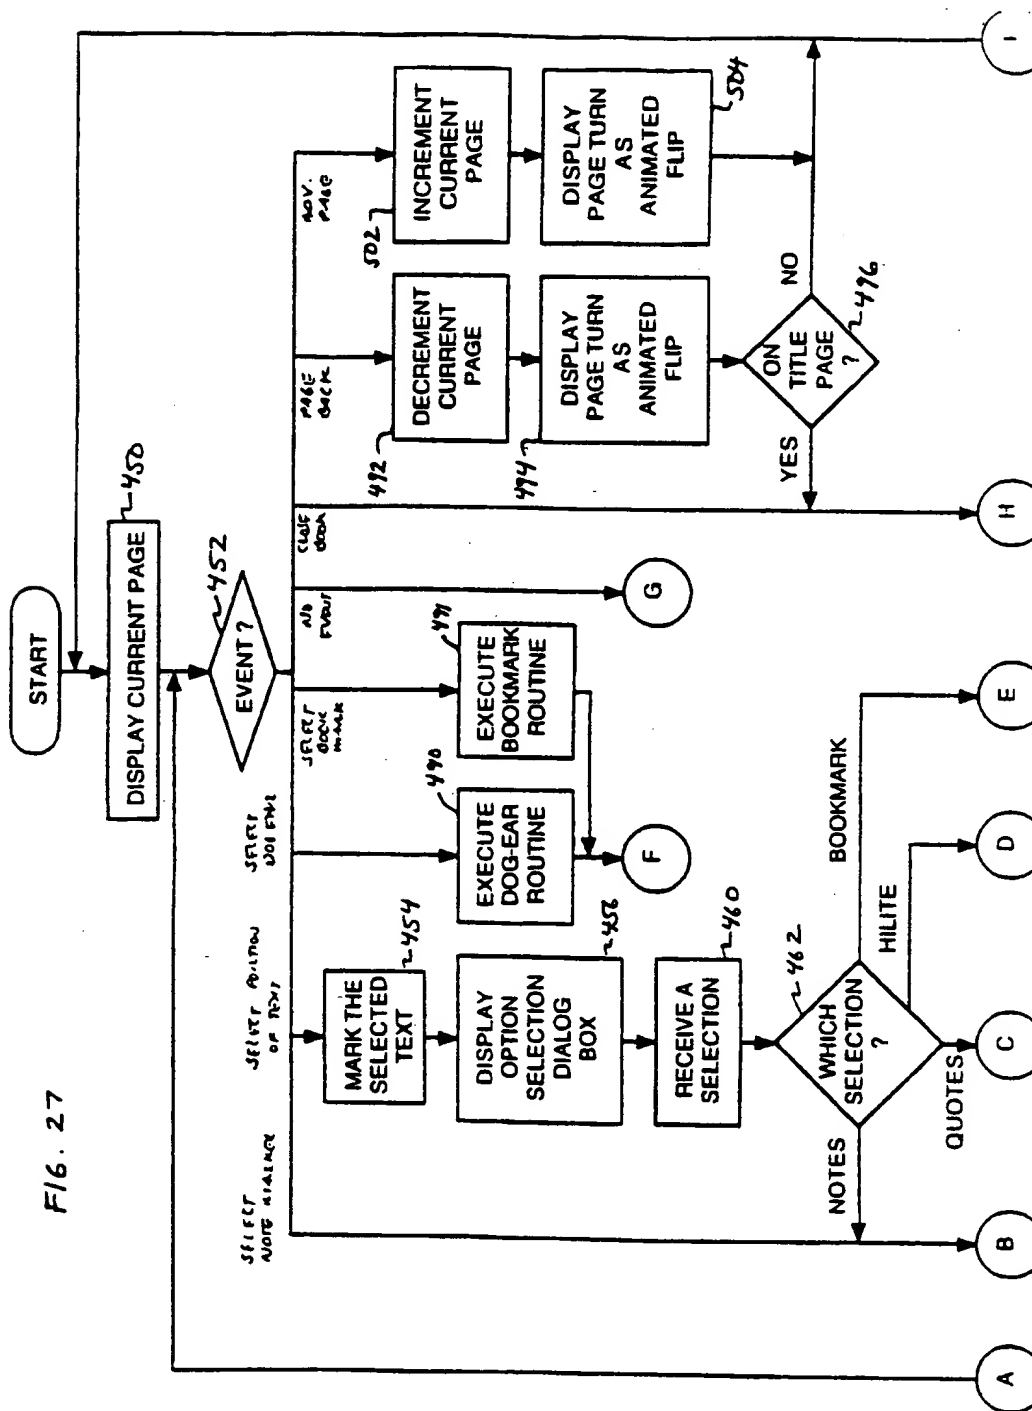 FIG. 27
START
DISPLAY CURRENT PAGE
450
EVENT ?
452
SELECT
NOTE MARKER
SELECT PORTION
OF TEXT
SELECT
DOG EAR
SELECT
BOOK
MARK
NO
EVENT
CLOSE
BOOK
PAGE
BACK
ADV.
PAGE
MARK THE
SELECTED
TEXT
454
DISPLAY
OPTION
SELECTION
DIALOG
BOX
456
RECEIVE A
SELECTION
460
WHICH
SELECTION
?
462
NOTES
QUOTES
HILITE
BOOKMARK
EXECUTE
DOG-EAR
ROUTINE
490
EXECUTE
BOOKMARK
ROUTINE
491
DECREMENT
CURRENT
PAGE
492
DISPLAY
PAGE TURN
AS
ANIMATED
FLIP
494
ON
TITLE
PAGE
?
496
YES
NO
INCREMENT
CURRENT
PAGE
502
DISPLAY
PAGE TURN
AS
ANIMATED
FLIP
504
A
B
C
D
E
F
G
H
I